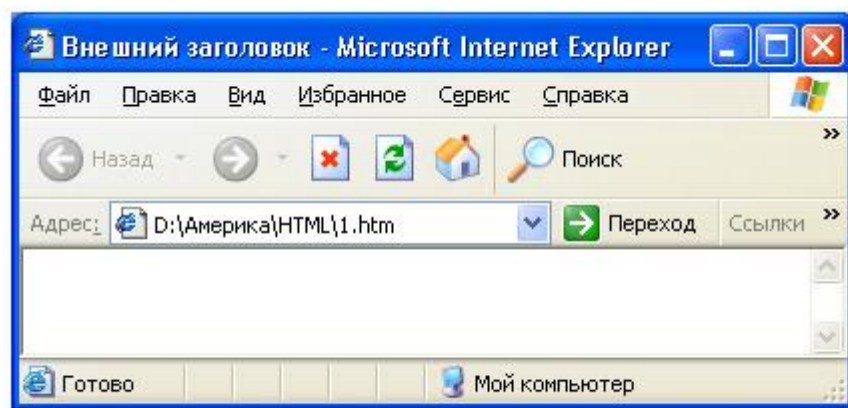 Внешний заголовок - Microsoft Internet Explorer
Файл Правка Вид Избранное Сервис Справка »
Назад Поиск
Адрес: D:\Америка\HTML\1.htm Переход Ссылки »
Готово Мой компьютер